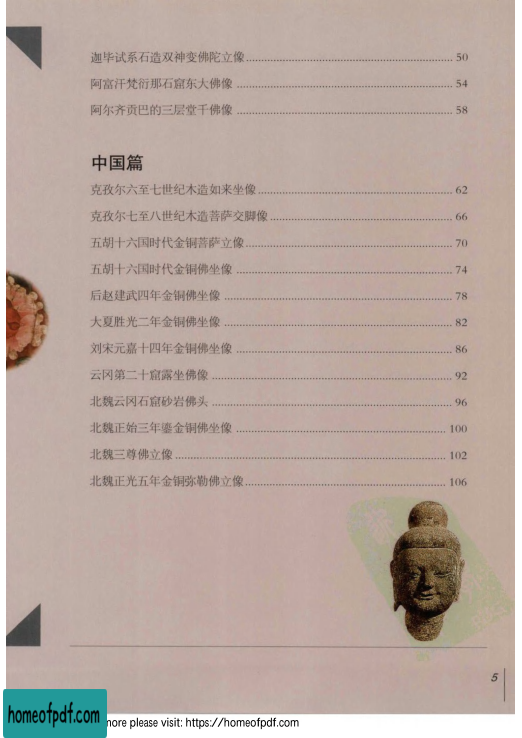 迦毕试系石造双神变佛陀立像 50
阿富汗梵衍那石窟东大佛像 54
阿尔齐贡巴的三层堂千佛像 58
中国篇
克孜尔六至七世纪木造如来坐像 62
克孜尔七至八世纪木造菩萨交脚像 66
五胡十六国时代金铜菩萨立像 70
五胡十六国时代金铜佛坐像 74
后赵建武四年金铜佛坐像 78
大夏胜光二年金铜佛坐像 82
刘宋元嘉十四年金铜佛坐像 86
云冈第二十窟露坐佛像 92
北魏云冈石窟砂岩佛头 96
北魏正始三年鎏金铜佛坐像 100
北魏三尊佛立像 102
北魏正光五年金铜弥勒佛立像 106
5
homeofpdf.com
more please visit: https://homeofpdf.com